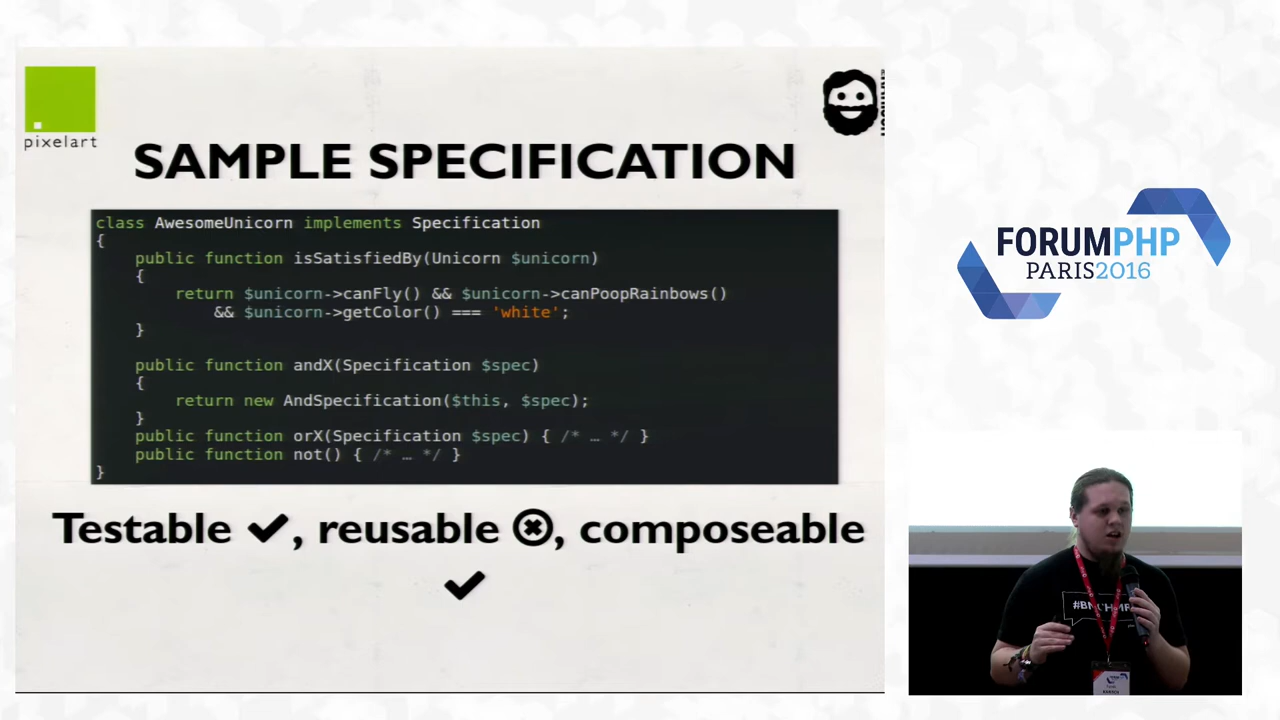 pixelart
SAMPLE SPECIFICATION
class AwesomeUnicorn implements Specification
{
    public function isSatisfiedBy(Unicorn $unicorn)
    {
        return $unicorn->canFly() && $unicorn->canPoopRainbows()
            && $unicorn->getColor() === 'white';
    }
    public function andX(Specification $spec)
    {
        return new AndSpecification($this, $spec);
    }
    public function orX(Specification $spec) { /* … */ }
    public function not() { /* … */ }
}
Testable ✔, reusable ⊗, composeable
✔
FORUMPHP
PARIS2016